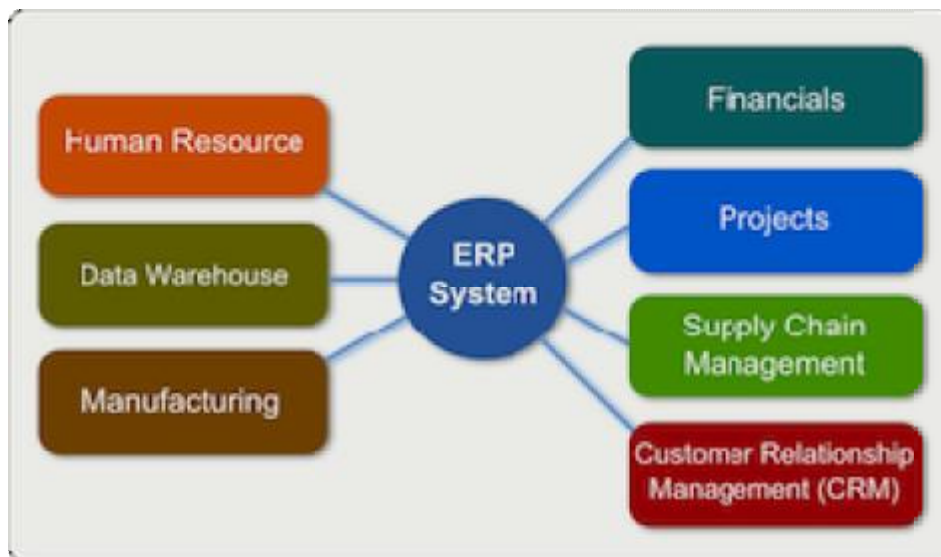 Human Resource
Data Warehouse
Manufacturing
ERP
System
Financials
Projects
Supply Chain
Management
Customer Relationship
Management (CRM)